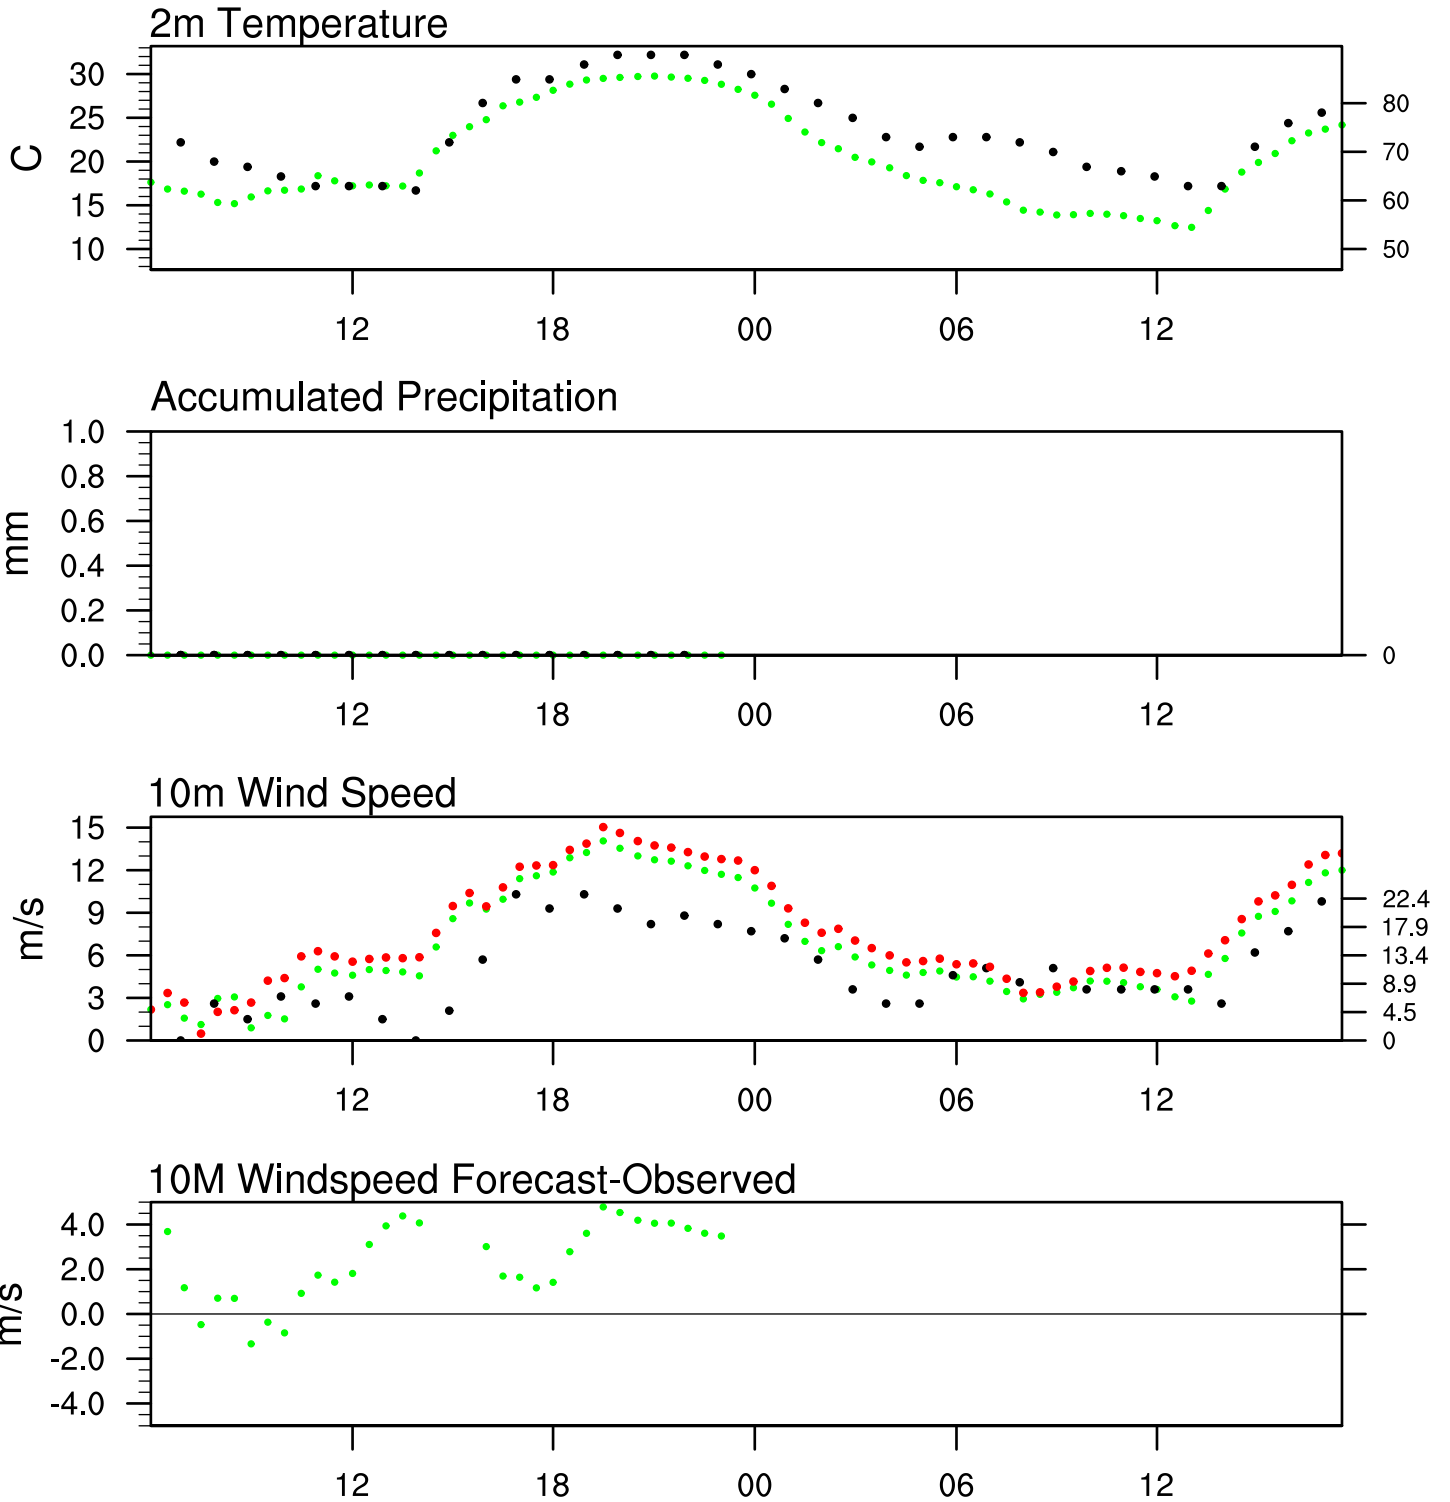 2m Temperature
30
25
20
15
10
C
80
70
60
50
12 18 00 06 12
Accumulated Precipitation
1.0
0.8
0.6
0.4
0.2
0.0
mm
0
12 18 00 06 12
10m Wind Speed
15
12
9
6
3
0
m/s
22.4
17.9
13.4
8.9
4.5
0
12 18 00 06 12
10M Windspeed Forecast-Observed
4.0
2.0
0.0
-2.0
-4.0
m/s
12 18 00 06 12